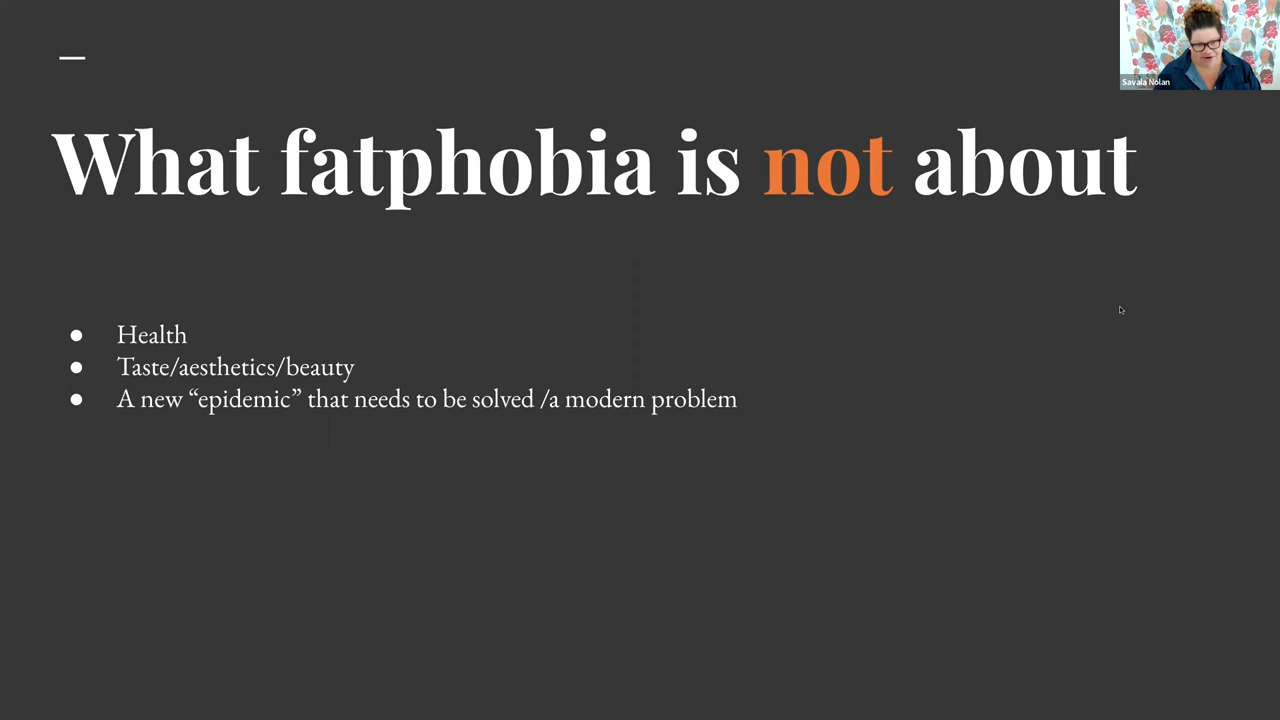 Savala Nolan
What fatphobia is not about
● Health
● Taste/aesthetics/beauty
● A new “epidemic” that needs to be solved /a modern problem